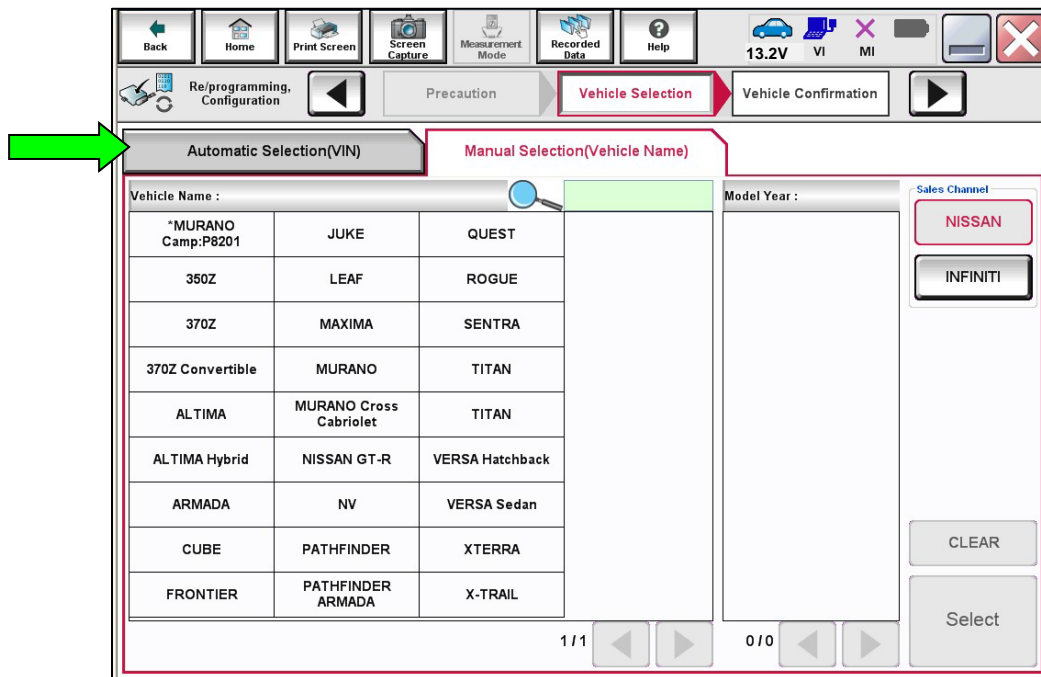 Back
Home
Print Screen
Screen
Capture
Measurement
Mode
Recorded
Data
Help
13.2V
VI
MI
Re/programming,
Configuration
Precaution
Vehicle Selection
Vehicle Confirmation
Automatic Selection(VIN)
Manual Selection(Vehicle Name)
Vehicle Name :
Model Year :
Sales Channel
*MURANO
Camp:P8201
JUKE
QUEST
NISSAN
350Z
LEAF
ROGUE
INFINITI
370Z
MAXIMA
SENTRA
370Z Convertible
MURANO
TITAN
ALTIMA
MURANO Cross
Cabriolet
TITAN
ALTIMA Hybrid
NISSAN GT-R
VERSA Hatchback
ARMADA
NV
VERSA Sedan
CUBE
PATHFINDER
XTERRA
CLEAR
FRONTIER
PATHFINDER
ARMADA
X-TRAIL
Select
1/1
0/0